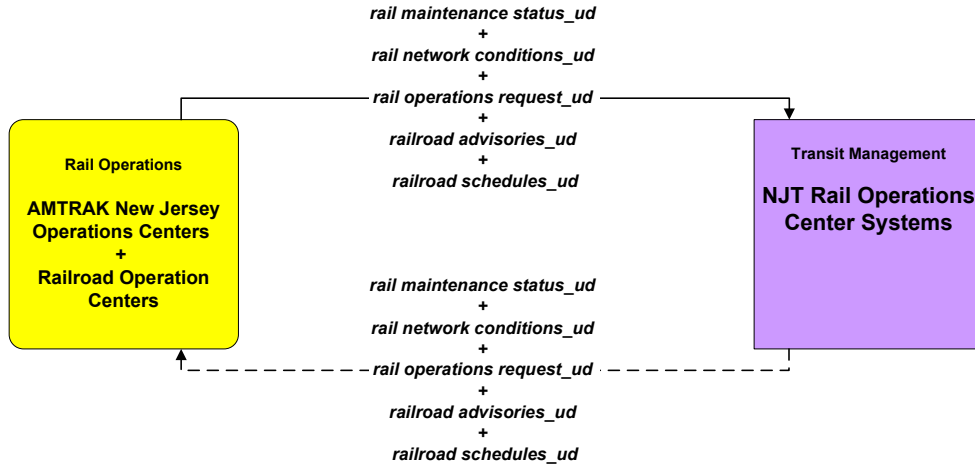 rail maintenance status_ud
+
rail network conditions_ud
+
rail operations request_ud
+
railroad advisories_ud
+
railroad schedules_ud
Rail Operations
AMTRAK New Jersey
Operations Centers
+
Railroad Operation
Centers
Transit Management
NJT Rail Operations
Center Systems
rail maintenance status_ud
+
rail network conditions_ud
+
rail operations request_ud
+
railroad advisories_ud
+
railroad schedules_ud